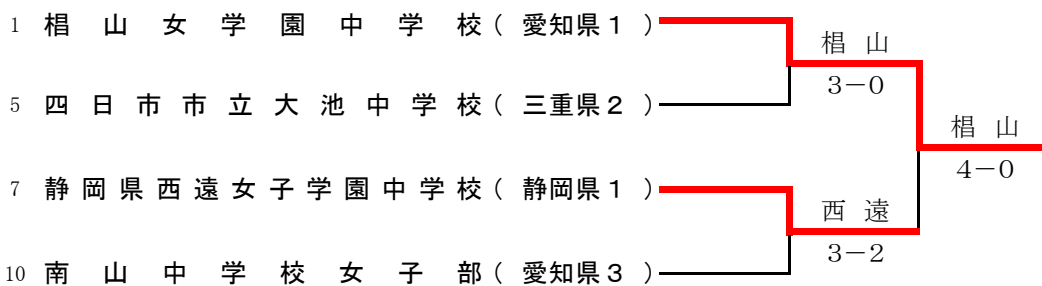 1 椙山女学園中学校(愛知県1)
椙山
3-0
5 四日市市立大池中学校(三重県2)
椙山
4-0
7 静岡県西遠女子学園中学校(静岡県1)
西遠
3-2
10 南山中学校女子部(愛知県3)